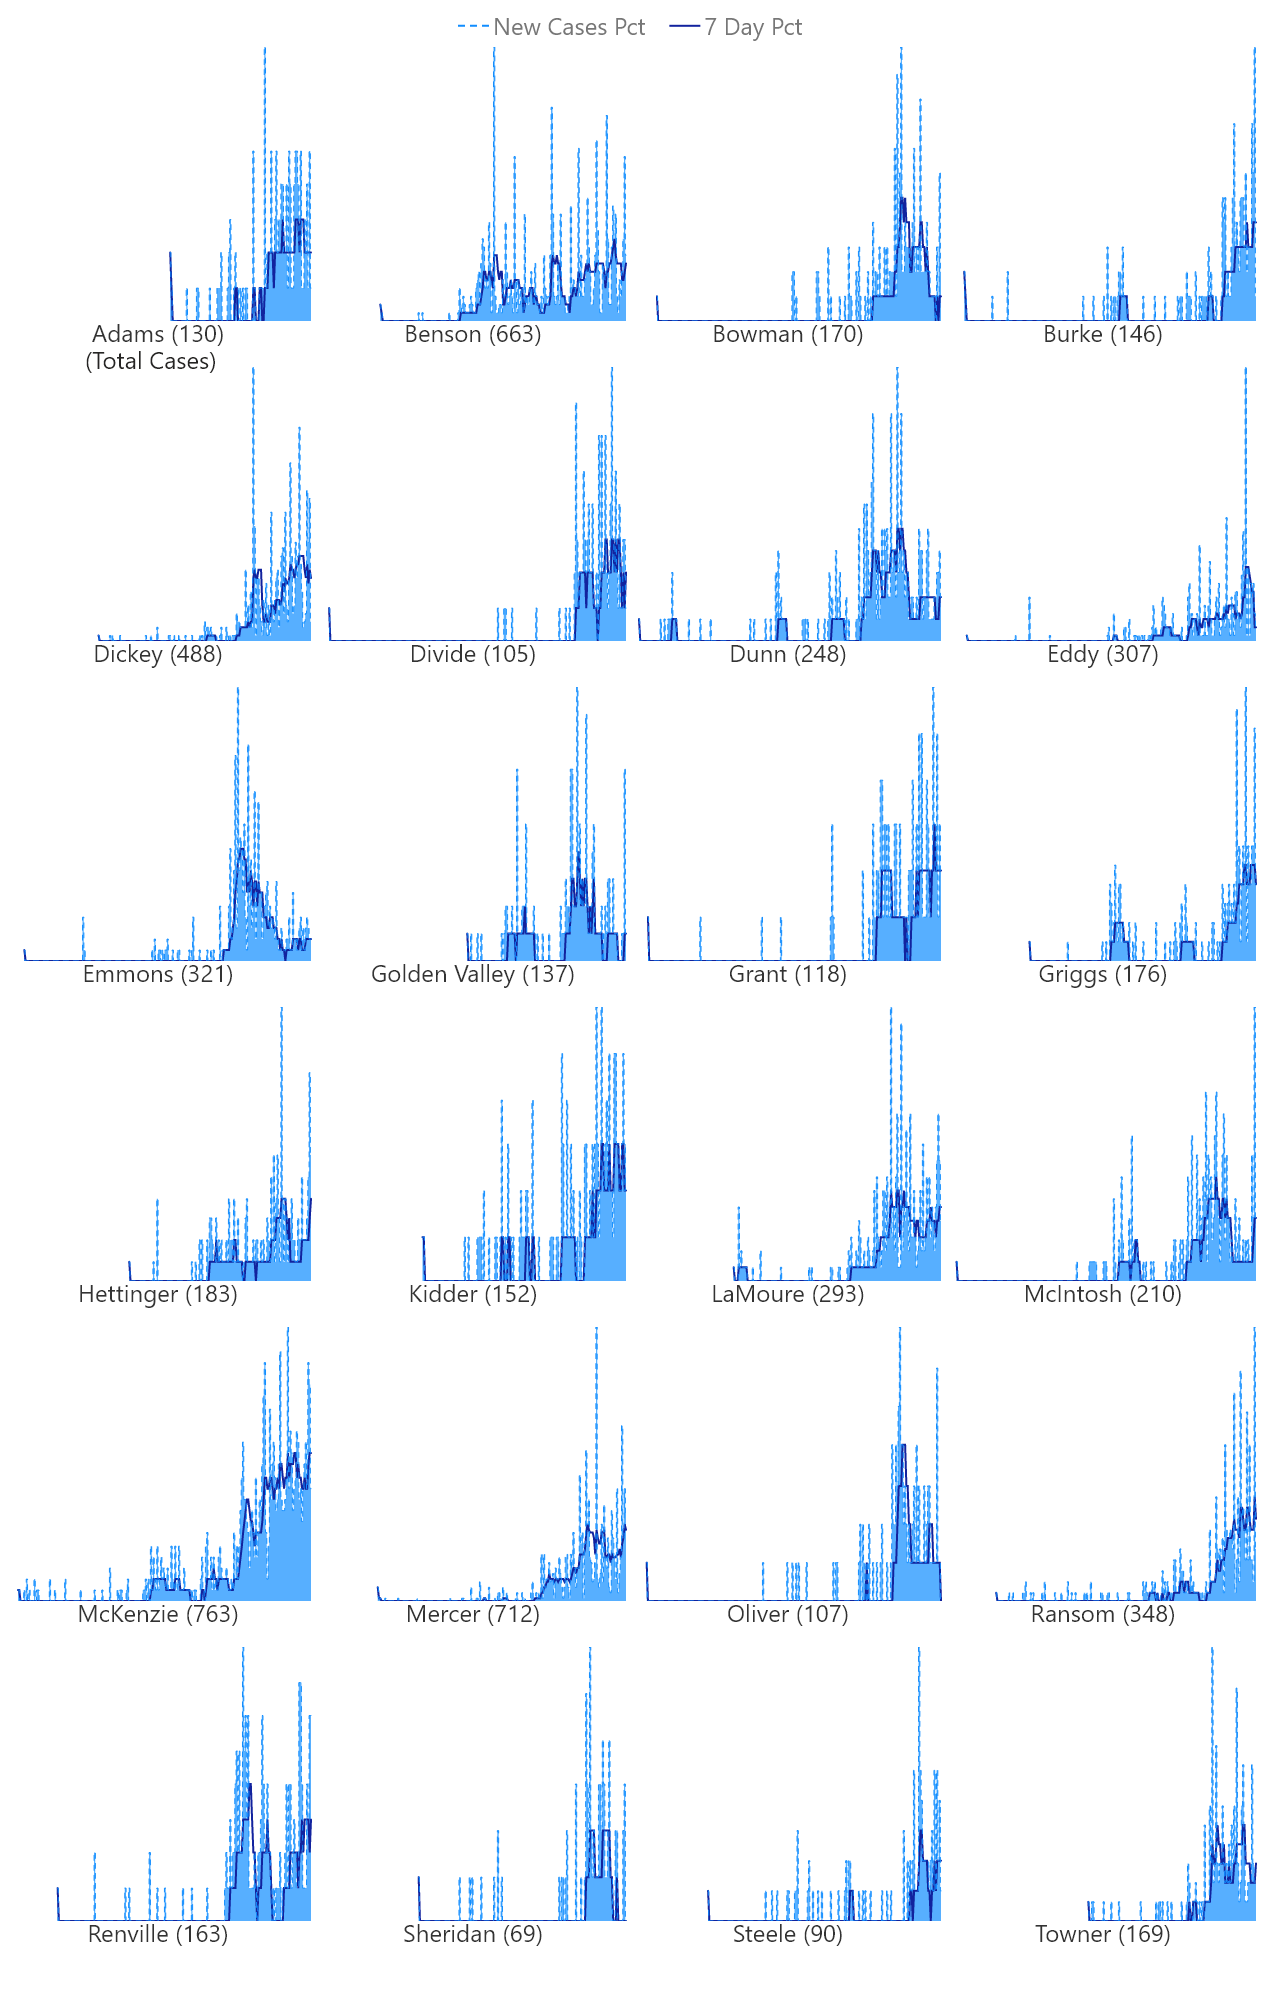 New Cases Pct 7 Day Pct
Adams (130) Benson (663) Bowman (170) Burke (146)
(Total Cases)
Dickey (488) Divide (105) Dunn (248) Eddy (307)
Emmons (321) Golden Valley (137) Grant (118) Griggs (176)
Hettinger (183) Kidder (152) LaMoure (293) McIntosh (210)
McKenzie (763) Mercer (712) Oliver (107) Ransom (348)
Renville (163) Sheridan (69) Steele (90) Towner (169)